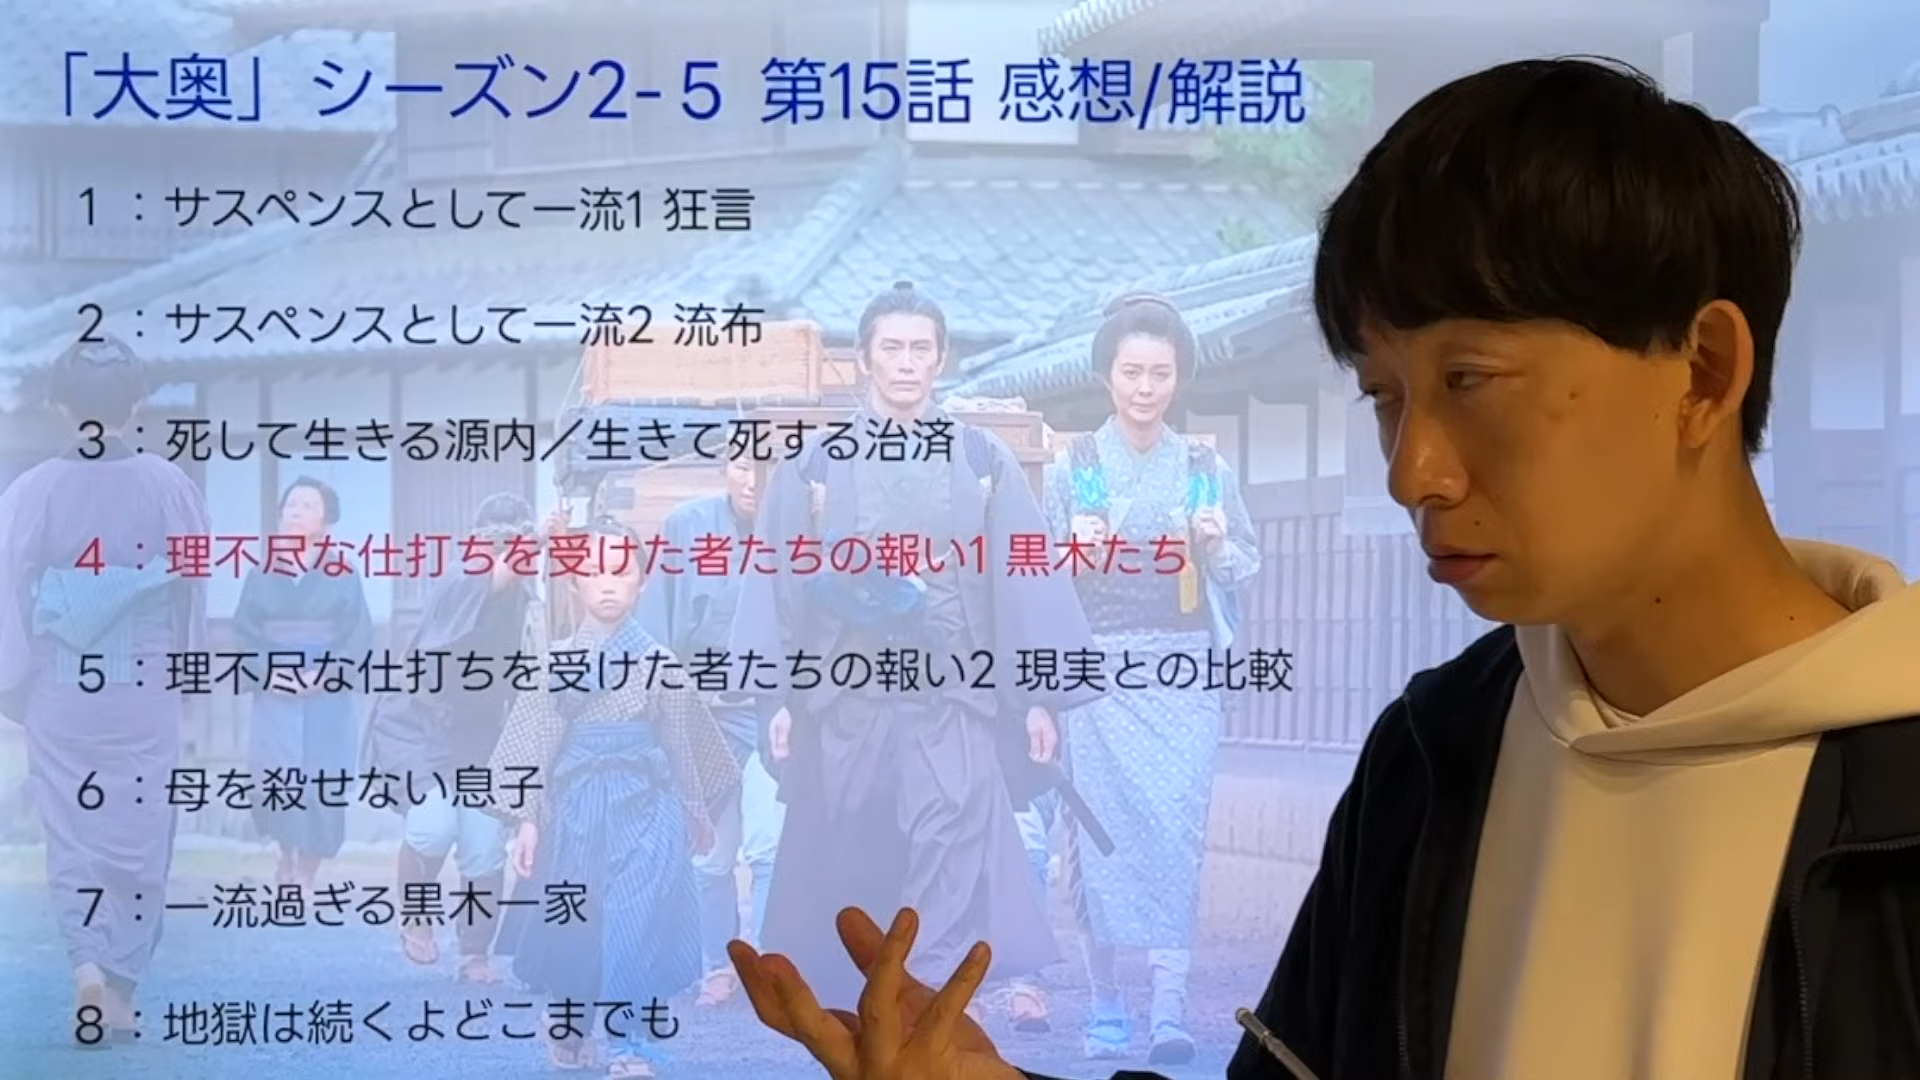 「大奥」シーズン2-5 第15話 感想/解説
1：サスペンスとして一流1 狂言
2：サスペンスとして一流2 流布
3：死して生きる源内／生きて死する治済
4：理不尽な仕打ちを受けた者たちの報い1 黒木たち
5：理不尽な仕打ちを受けた者たちの報い2 現実との比較
6：母を殺せない息子
7：一流過ぎる黒木一家
8：地獄は続くよどこまでも